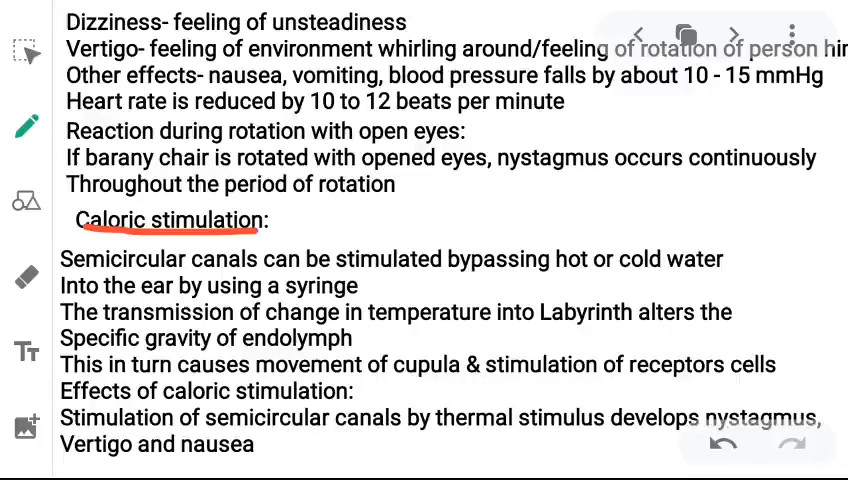 Dizziness- feeling of unsteadiness
Vertigo- feeling of environment whirling around/feeling of rotation of person
Other effects- nausea, vomiting, blood pressure falls by about 10 - 15 mmHg
Heart rate is reduced by 10 to 12 beats per minute
Reaction during rotation with open eyes:
If barany chair is rotated with opened eyes, nystagmus occurs continuously
Throughout the period of rotation
Caloric stimulation:
Semicircular canals can be stimulated bypassing hot or cold water
Into the ear by using a syringe
The transmission of change in temperature into Labyrinth alters the
Specific gravity of endolymph
This in turn causes movement of cupula & stimulation of receptors cells
Effects of caloric stimulation:
Stimulation of semicircular canals by thermal stimulus develops nystagmus,
Vertigo and nausea
TT